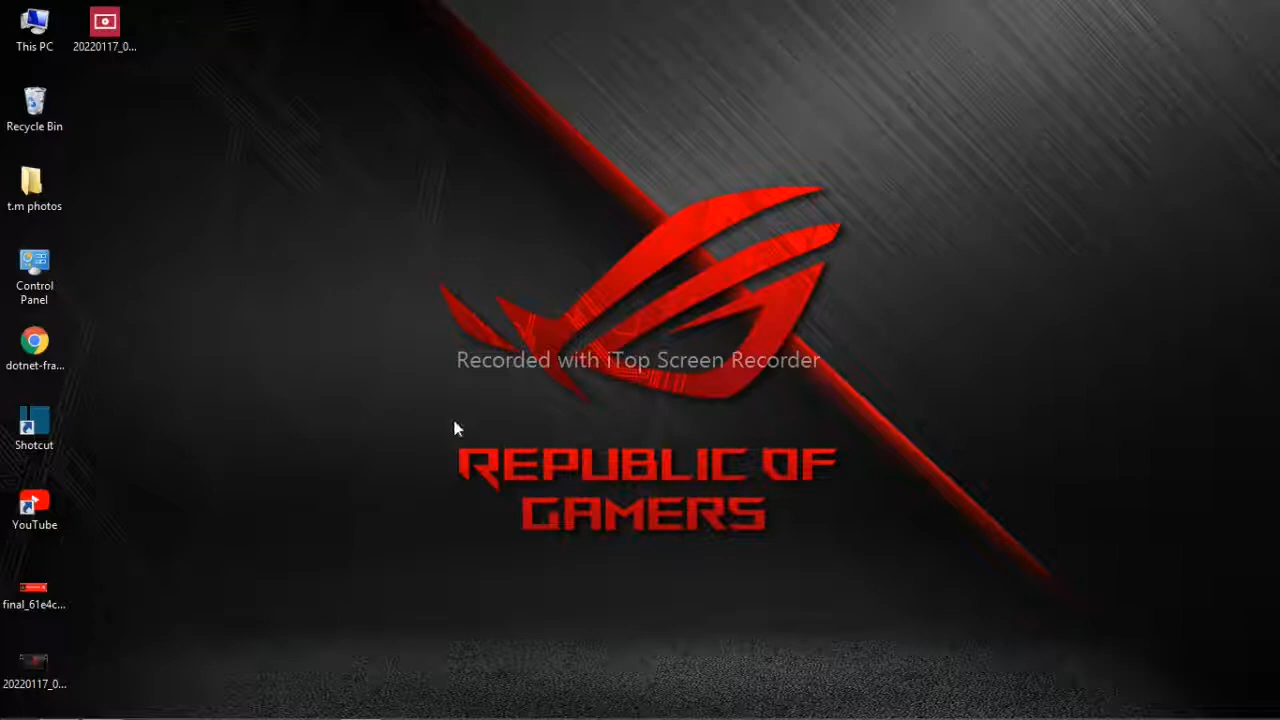 This PC
20220117_0...
Recycle Bin
t.m photos
Control
Panel
dotnet-fra...
Shotcut
YouTube
final_61e4c...
20220117_0...
Recorded with iTop Screen Recorder
REPUBLIC OF
GAMERS